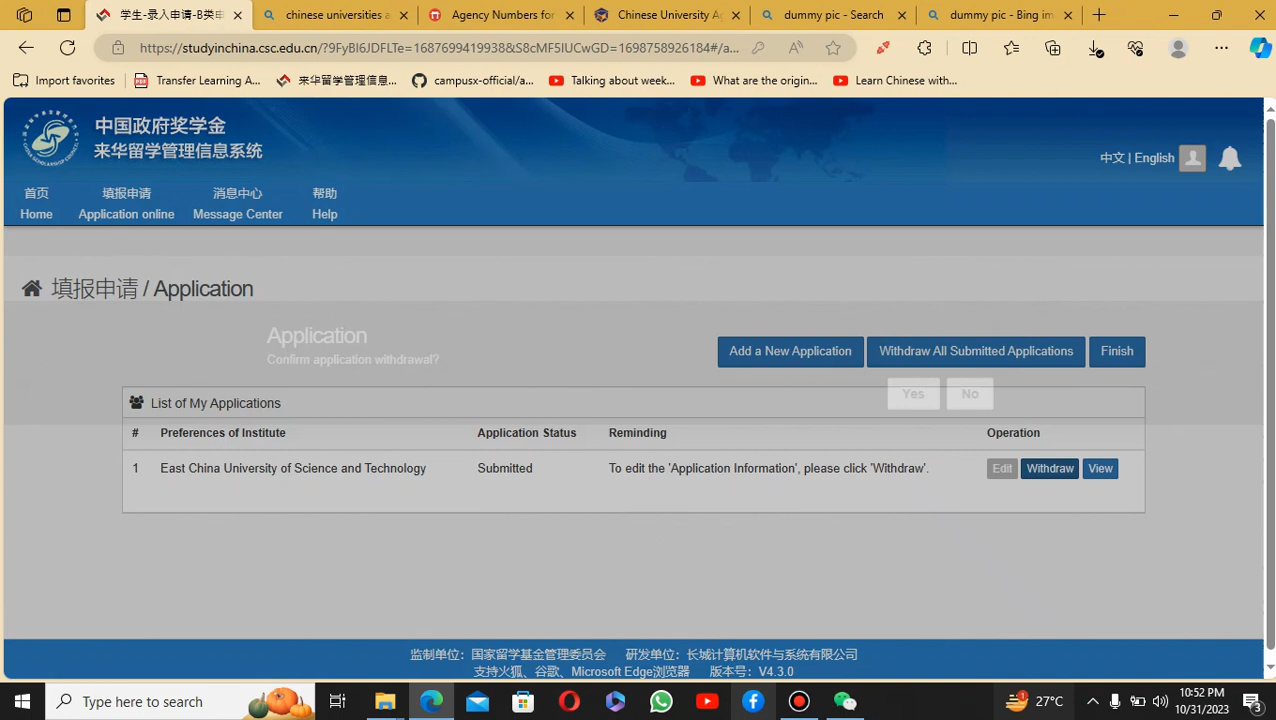 学生-录入申请-B类申
chinese universities a
Agency Numbers for
Chinese University Ag
dummy pic - Search
dummy pic - Bing im
https://studyinchina.csc.edu.cn/?9FyBl6JDFLTe=1687699419938&S8cMF5IUCwGD=1698758926184#/a...
Import favorites
PDF
Transfer Learning A...
来华留学管理信息...
campusx-official/a...
Talking about week...
What are the origin...
Learn Chinese with...
中国政府奖学金
来华留学管理信息系统
中文 | English
首页 填报申请 消息中心 帮助
Home Application online Message Center Help
填报申请 / Application
Application
Confirm application withdrawal?
Add a New Application Withdraw All Submitted Applications Finish
Yes No
List of My Applications
# Preferences of Institute Application Status Reminding Operation
1 East China University of Science and Technology Submitted To edit the 'Application Information', please click 'Withdraw'. Edit Withdraw View
监制单位：国家留学基金管理委员会 研发单位：长城计算机软件与系统有限公司
支持火狐、谷歌、Microsoft Edge浏览器 版本号：V4.3.0
Type here to search
1
27°C
10:52 PM
10/31/2023
3